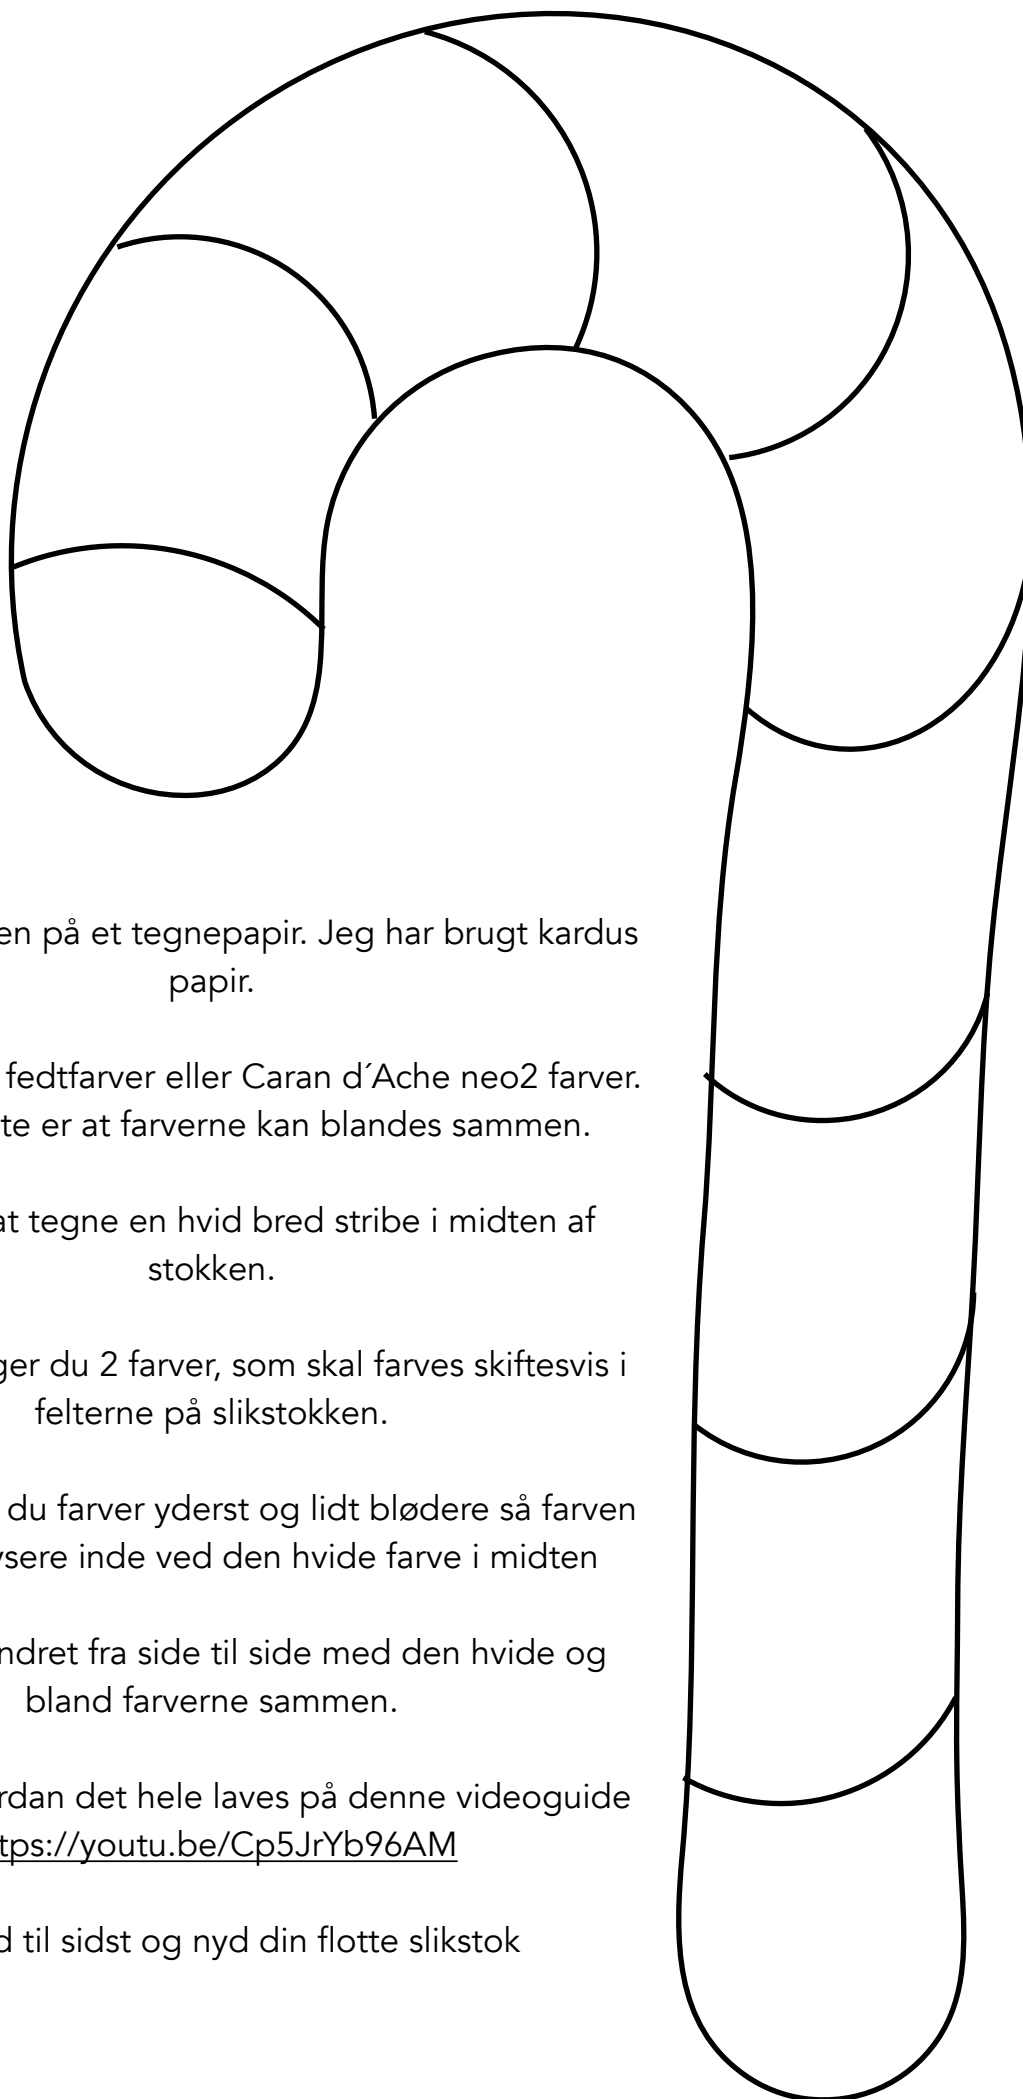 en på et tegnepapir. Jeg har brugt kardus
papir.
fedtfarver eller Caran d´Ache neo2 farver.
te er at farverne kan blandes sammen.
at tegne en hvid bred stribe i midten af
stokken.
ger du 2 farver, som skal farves skiftesvis i
felterne på slikstokken.
du farver yderst og lidt blødere så farven
sere inde ved den hvide farve i midten
ndret fra side til side med den hvide og
bland farverne sammen.
rdan det hele laves på denne videoguide
tps://youtu.be/Cp5JrYb96AM
d til sidst og nyd din flotte slikstok